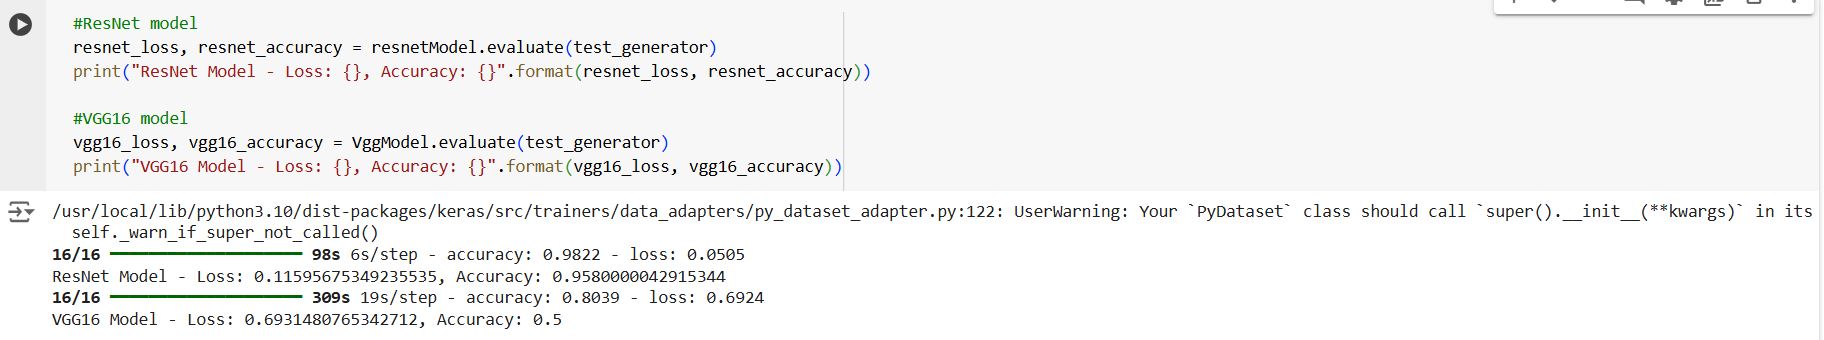 #ResNet model
resnet_loss, resnet_accuracy = resnetModel.evaluate(test_generator)
print("ResNet Model - Loss: {}, Accuracy: {}".format(resnet_loss, resnet_accuracy))
#VGG16 model
vgg16_loss, vgg16_accuracy = VggModel.evaluate(test_generator)
print("VGG16 Model - Loss: {}, Accuracy: {}".format(vgg16_loss, vgg16_accuracy))
/usr/local/lib/python3.10/dist-packages/keras/src/trainers/data_adapters/py_dataset_adapter.py:122: UserWarning: Your `PyDataset` class should call `super().__init__(**kwargs)` in its
self._warn_if_super_not_called()
16/16 ━━━━━━━━━━━━━━━━━━━━ 98s 6s/step - accuracy: 0.9822 - loss: 0.0505
ResNet Model - Loss: 0.11595675349235535, Accuracy: 0.9580000042915344
16/16 ━━━━━━━━━━━━━━━━━━━━ 309s 19s/step - accuracy: 0.8039 - loss: 0.6924
VGG16 Model - Loss: 0.6931480765342712, Accuracy: 0.5